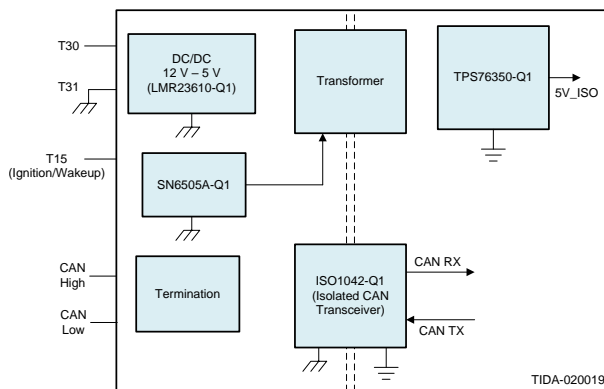 T30
T31
T15
(Ignition/Wakeup)
CAN
High
CAN
Low
DC/DC
12 V – 5 V
(LMR23610-Q1)
SN6505A-Q1
Termination
Transformer
ISO1042-Q1
(Isolated CAN
Transceiver)
TPS76350-Q1
5V_ISO
CAN RX
CAN TX
TIDA-020019